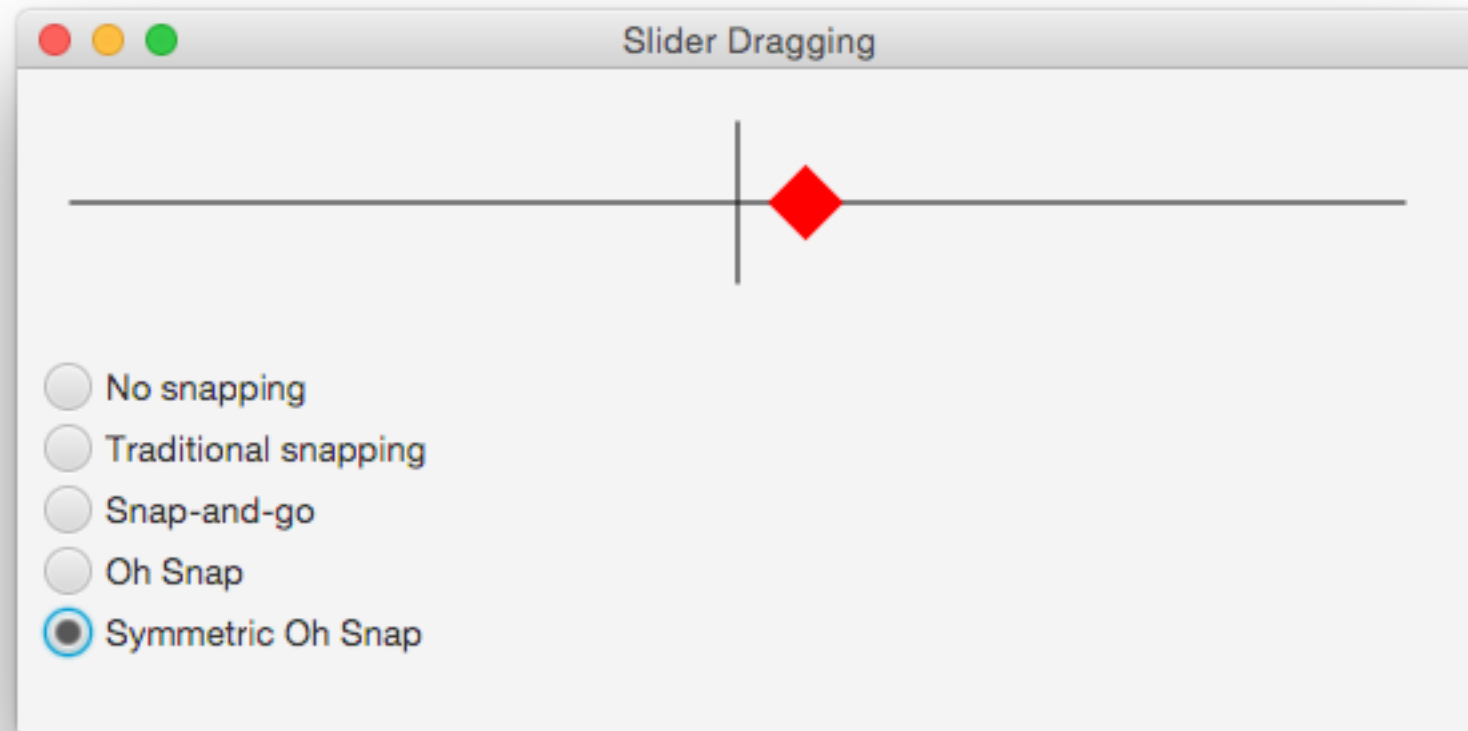 Slider Dragging
No snapping
Traditional snapping
Snap-and-go
Oh Snap
Symmetric Oh Snap